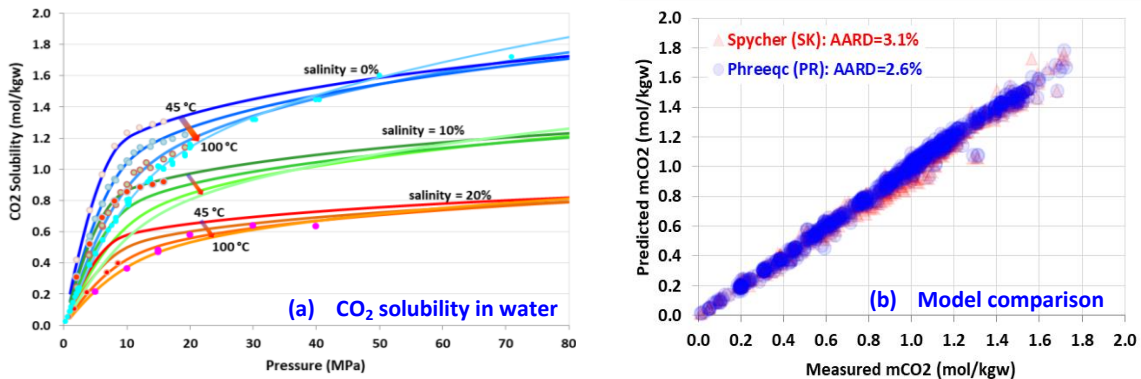 CO2 Solubility (mol/kgw)
2.0
1.8
1.6
1.4
1.2
1.0
0.8
0.6
0.4
0.2
0.0
salinity = 0%
45 °C
100 °C
salinity = 10%
salinity = 20%
45 °C
100 °C
(a) CO₂ solubility in water
0 10 20 30 40 50 60 70 80
Pressure (MPa)
Predicted mCO2 (mol/kgw)
2.0
1.8
1.6
1.4
1.2
1.0
0.8
0.6
0.4
0.2
0.0
Spycher (SK): AARD=3.1%
Phreeqc (PR): AARD=2.6%
(b) Model comparison
0.0 0.2 0.4 0.6 0.8 1.0 1.2 1.4 1.6 1.8 2.0
Measured mCO2 (mol/kgw)